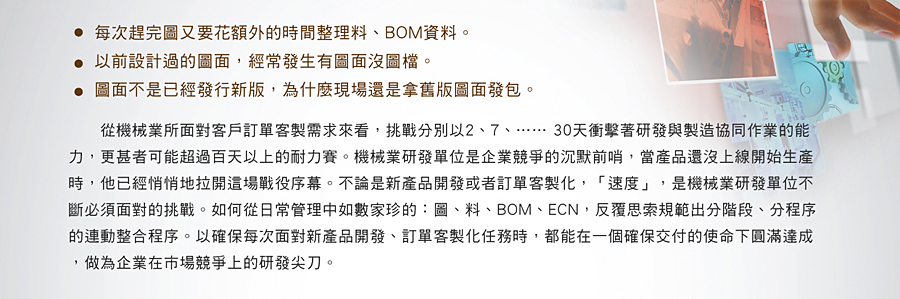 ● 每次趕完圖又要花額外的時間整理料、BOM資料。
● 以前設計過的圖面，經常發生有圖面沒圖檔。
● 圖面不是已經發行新版，為什麼現場還是拿舊版圖面發包。
從機械業所面對客戶訂單客製需求來看，挑戰分別以2、7、…… 30天衝擊著研發與製造協同作業的能
力，更甚者可能超過百天以上的耐力賽。機械業研發單位是企業競爭的沉默前哨，當產品還沒上線開始生產
時，他已經悄悄地拉開這場戰役序幕。不論是新產品開發或者訂單客製化，「速度」，是機械業研發單位不
斷必須面對的挑戰。如何從日常管理中如數家珍的：圖、料、BOM、ECN，反覆思索規範出分階段、分程序
的連動整合程序。以確保每次面對新產品開發、訂單客製化任務時，都能在一個確保交付的使命下圓滿達成
，做為企業在市場競爭上的研發尖刀。